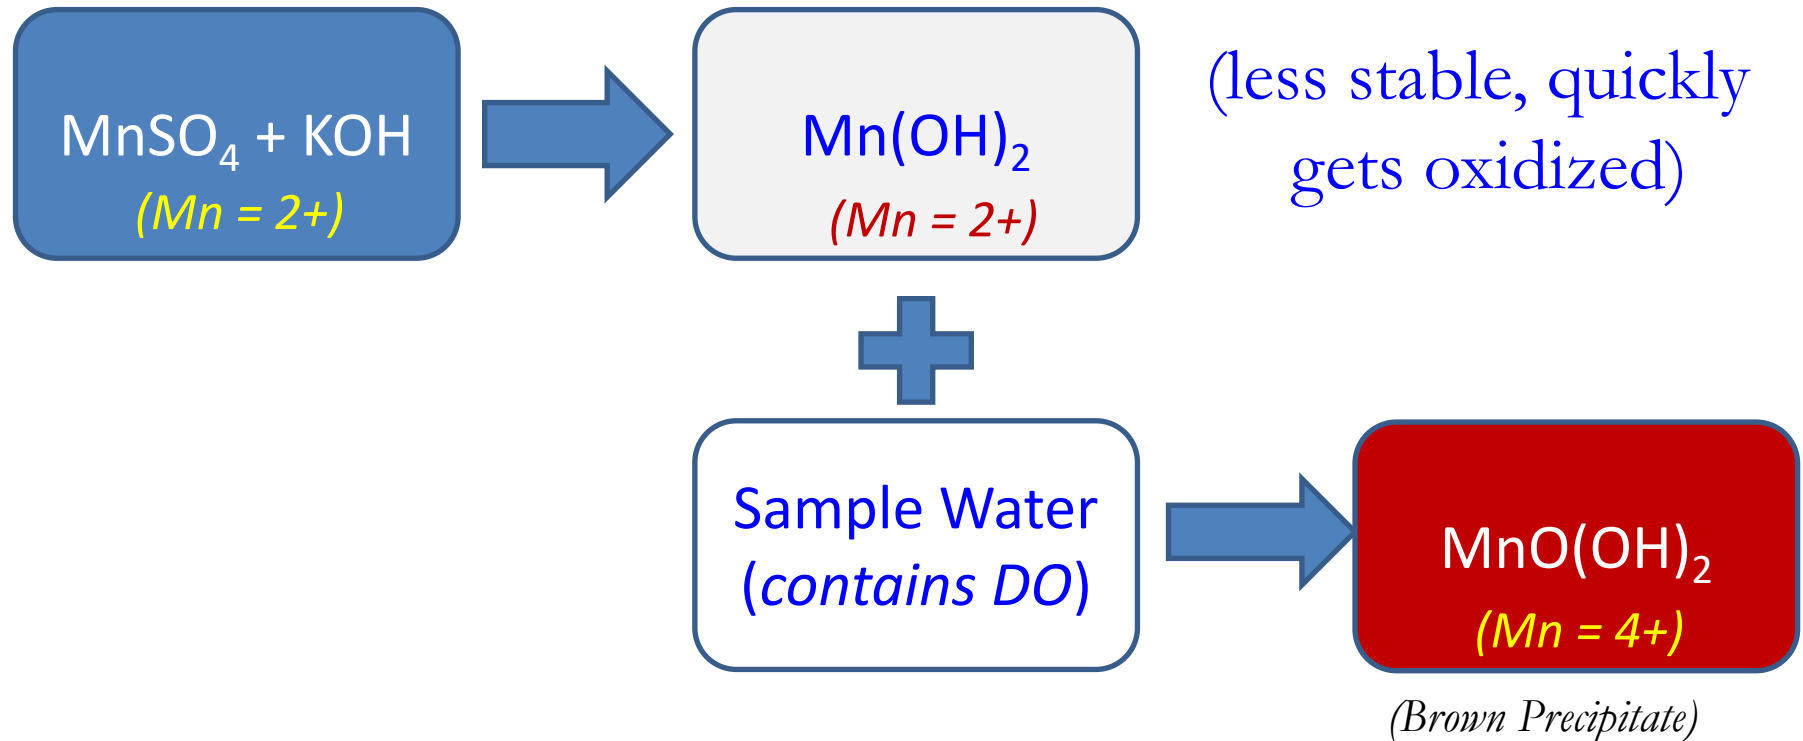 MnSO₄ + KOH
(Mn = 2+)
Mn(OH)₂
(Mn = 2+)
(less stable, quickly
gets oxidized)
Sample Water
(contains DO)
MnO(OH)₂
(Mn = 4+)
(Brown Precipitate)